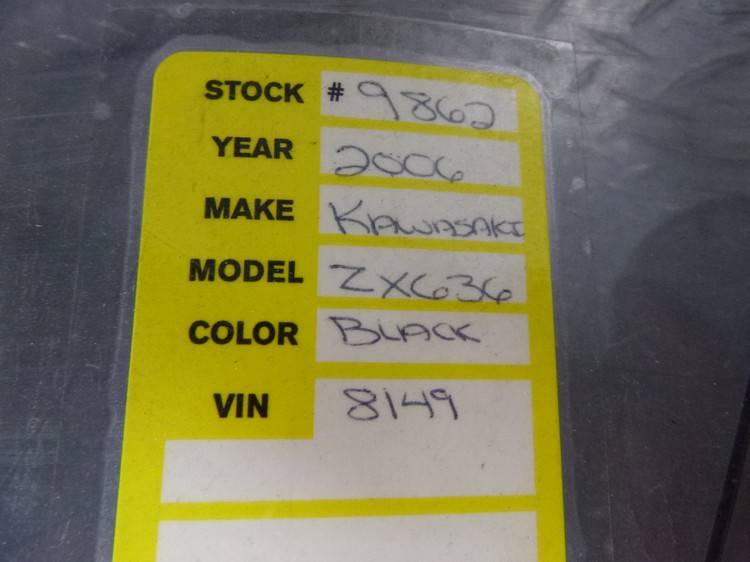 STOCK # 9862
YEAR 2006
MAKE KAWASAKI
MODEL ZX636
COLOR BLACK
VIN 8149